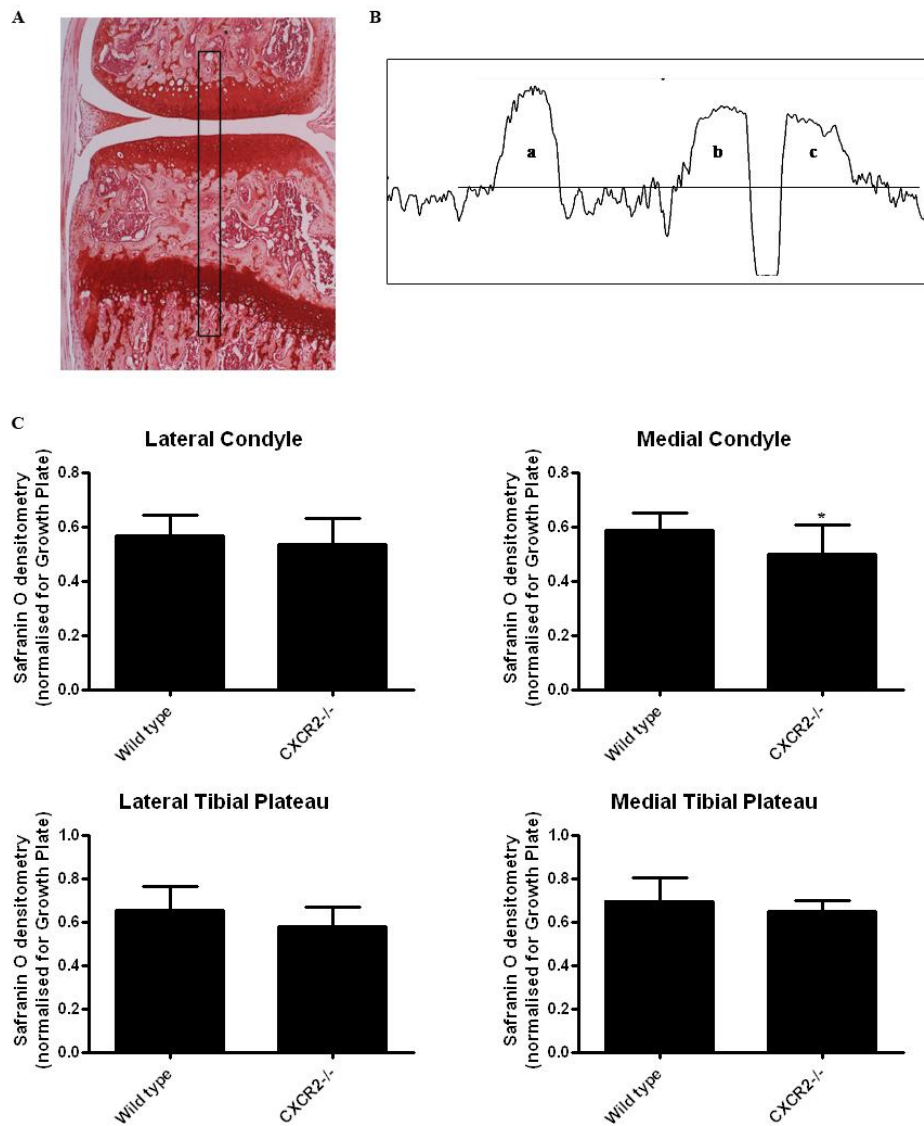 A
B
a
b
c
C
Lateral Condyle
Safranin O densitometry
(normalised for Growth Plate)
0.8
0.6
0.4
0.2
0.0
Wild type
CXCR2-/-
Medial Condyle
Safranin O densitometry
(normalised for Growth Plate)
0.8
0.6
0.4
0.2
0.0
*
Wild type
CXCR2-/-
Lateral Tibial Plateau
Safranin O densitometry
(normalised for Growth Plate)
1.0
0.8
0.6
0.4
0.2
0.0
Wild type
CXCR2-/-
Medial Tibial Plateau
Safranin O densitometry
(normalised for Growth Plate)
1.0
0.8
0.6
0.4
0.2
0.0
Wild type
CXCR2-/-